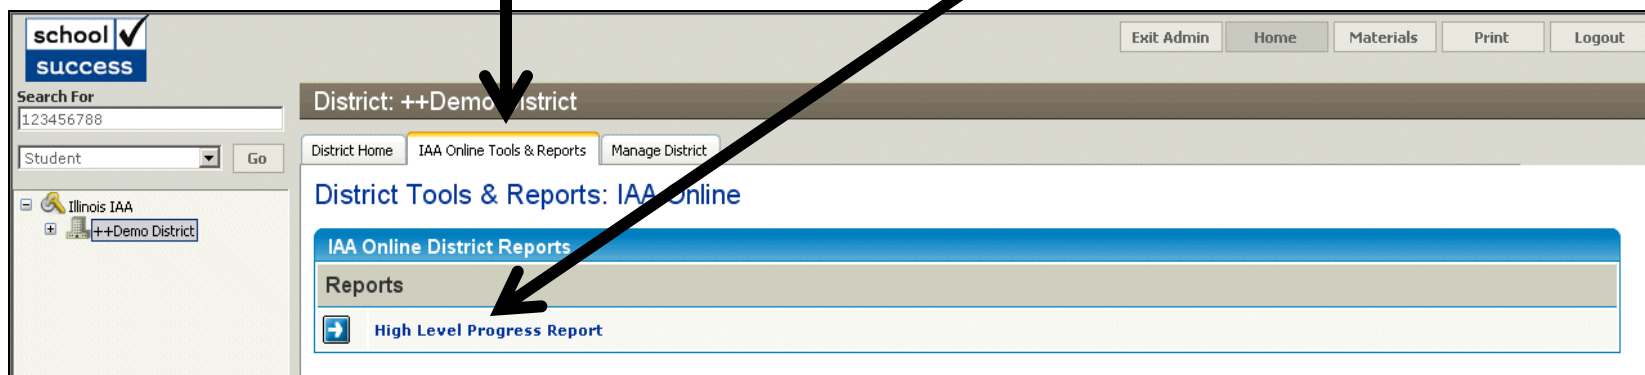 school
success
Exit Admin Home Materials Print Logout
Search For
123456788
Student Go
Illinois IAA
++Demo District
District: ++Demo istrict
District Home IAA Online Tools & Reports Manage District
District Tools & Reports: IAA Online
IAA Online District Reports
Reports
High Level Progress Report